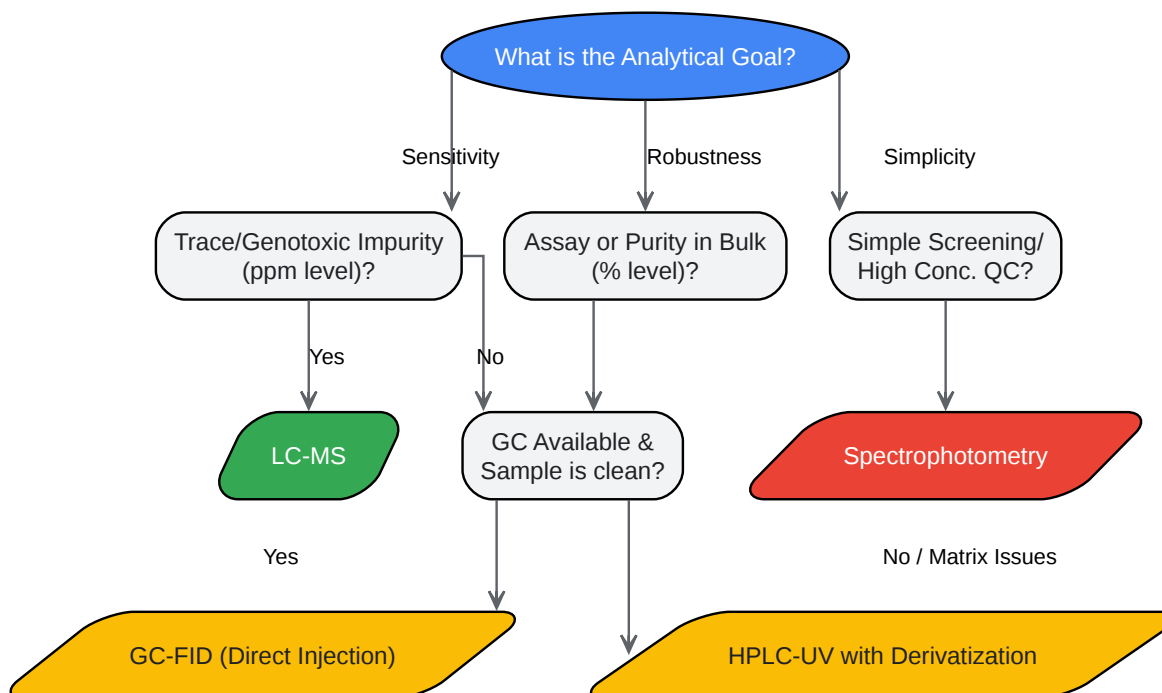 What is the Analytical Goal?
Sensitivity
Robustness
Simplicity
Trace/Genotoxic Impurity
(ppm level)?
Assay or Purity in Bulk
(% level)?
Simple Screening/
High Conc. QC?
Yes
No
LC-MS
GC Available &
Sample is clean?
Spectrophotometry
Yes
No / Matrix Issues
GC-FID (Direct Injection)
HPLC-UV with Derivatization